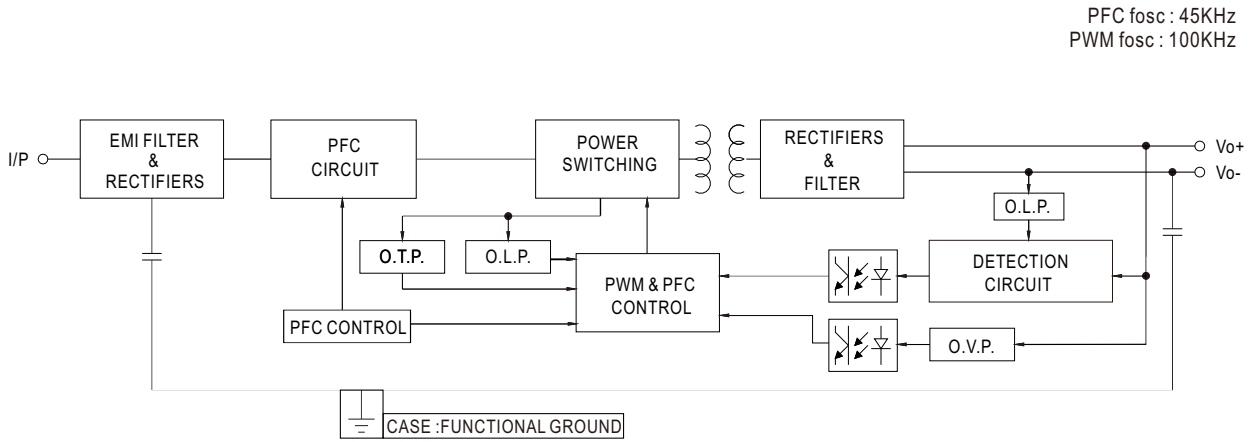 PFC fosc : 45KHz
PWM fosc : 100KHz
I/P
EMI FILTER
&
RECTIFIERS
PFC
CIRCUIT
POWER
SWITCHING
RECTIFIERS
&
FILTER
Vo+
Vo-
O.L.P.
O.T.P.
O.L.P.
DETECTION
CIRCUIT
PWM & PFC
CONTROL
PFC CONTROL
O.V.P.
CASE :FUNCTIONAL GROUND